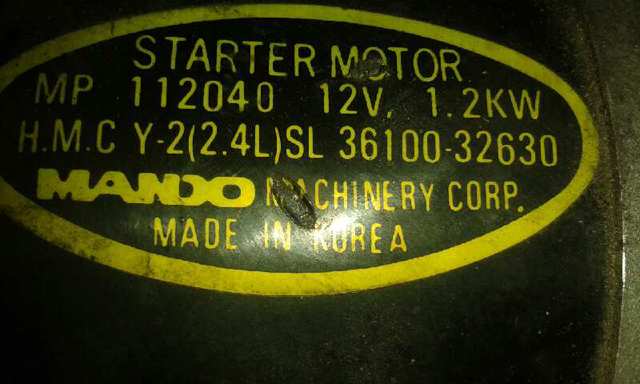 STARTER MOTOR
MP 112040 12V, 1.2KW
H.M.C Y-2(2.4L)SL 36100-32630
MANDO MACHINERY CORP.
MADE IN KOREA